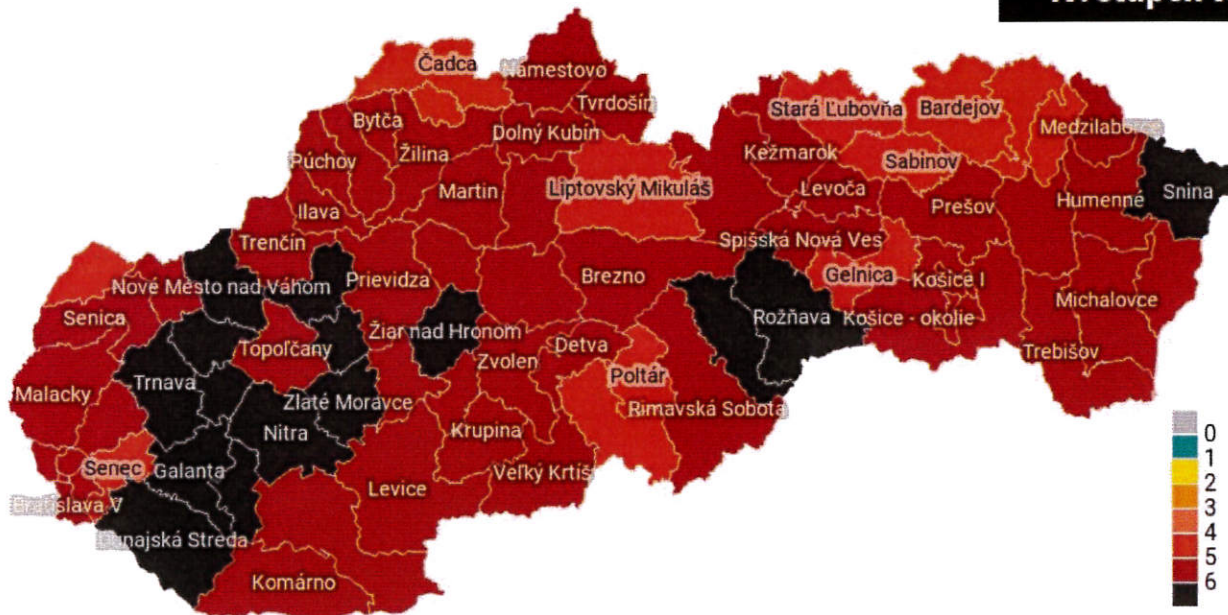 Čadca
Námestovo
Tvrdošín
Bytča
Dolný Kubín
Stará Ľubovňa
Bardejov
Medzilaborce
Púchov
Žilina
Kežmarok
Sabinov
Martin
Liptovský Mikuláš
Levoča
Snina
Ilava
Prešov
Humenné
Trenčín
Spišská Nová Ves
Nové Mesto nad Váhom
Prievidza
Brezno
Gelnica
Košice I
Senica
Žiar nad Hronom
Rožňava
Košice - okolie
Michalovce
Topoľčany
Detva
Trebišov
Malacky
Trnava
Zlaté Moravce
Zvolen
Poltár
Rimavská Sobota
Nitra
Krupina
Senec
Galanta
Levice
Veľký Krtíš
Bratislava V
Dunajská Streda
Komárno
0
1
2
3
4
5
6